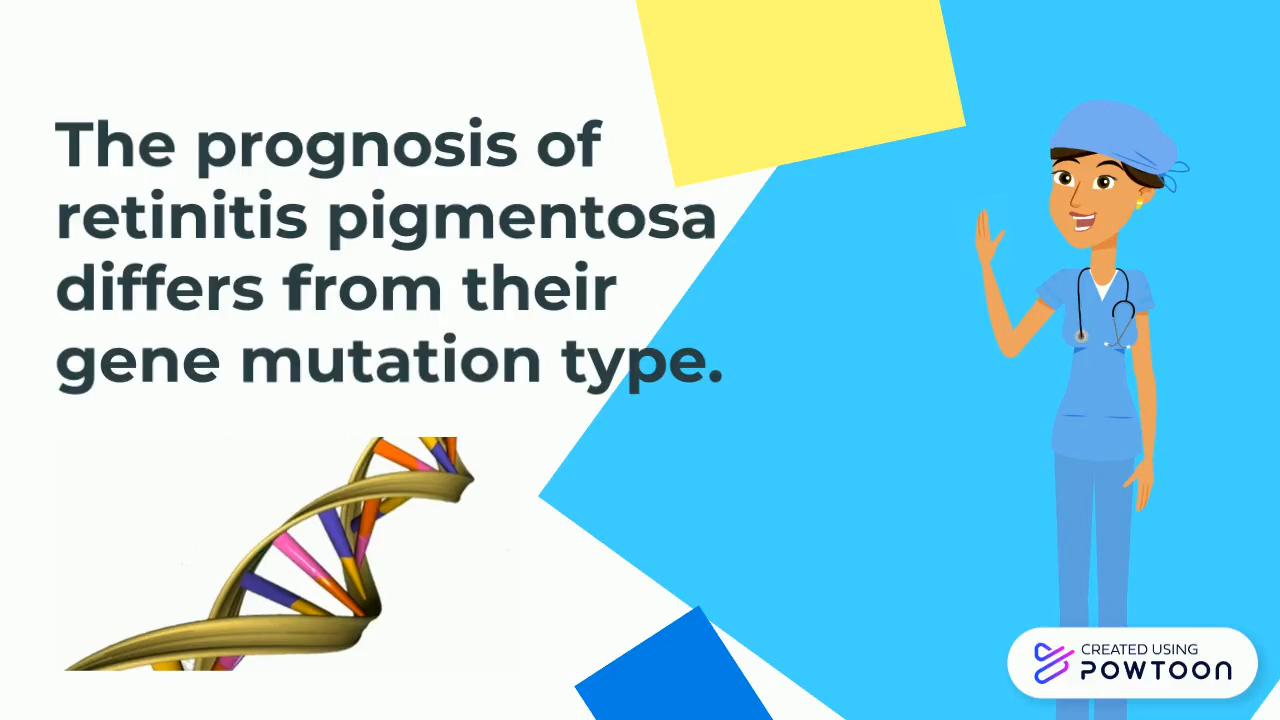 The prognosis of
retinitis pigmentosa
differs from their
gene mutation type.
CREATED USING
POWTOON